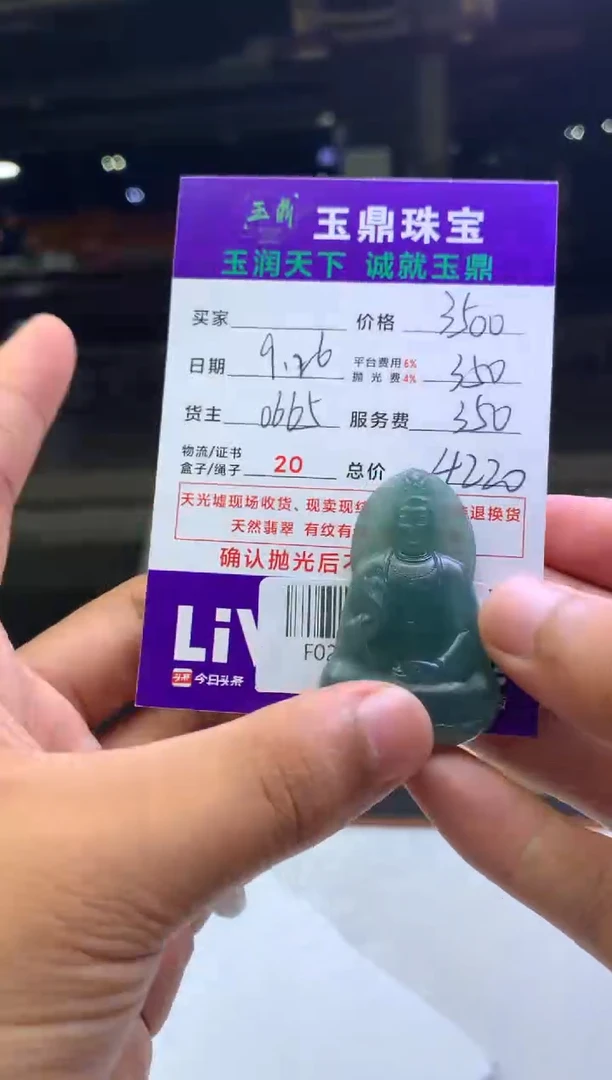 玉鼎 玉鼎珠宝
玉润天下 诚就玉鼎
买家 价格 3500
日期 9.26 平台费用6% 抛光费4% 350
货主 0665 服务费 350
物流/证书 盒子/绳子 20 总价 4220
天光墟现场收货、现卖现结 退换货
天然翡翠 有纹有
确认抛光后不
LiV
F02
头条 今日头条